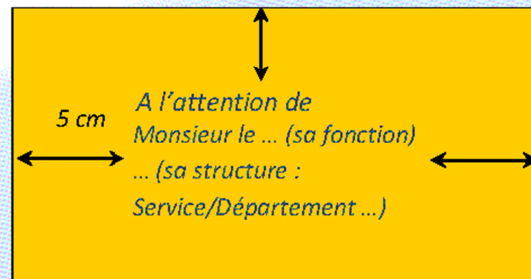 A l'attention de
5 cm
Monsieur le ... (sa fonction)
... (sa structure :
Service/Département ...)